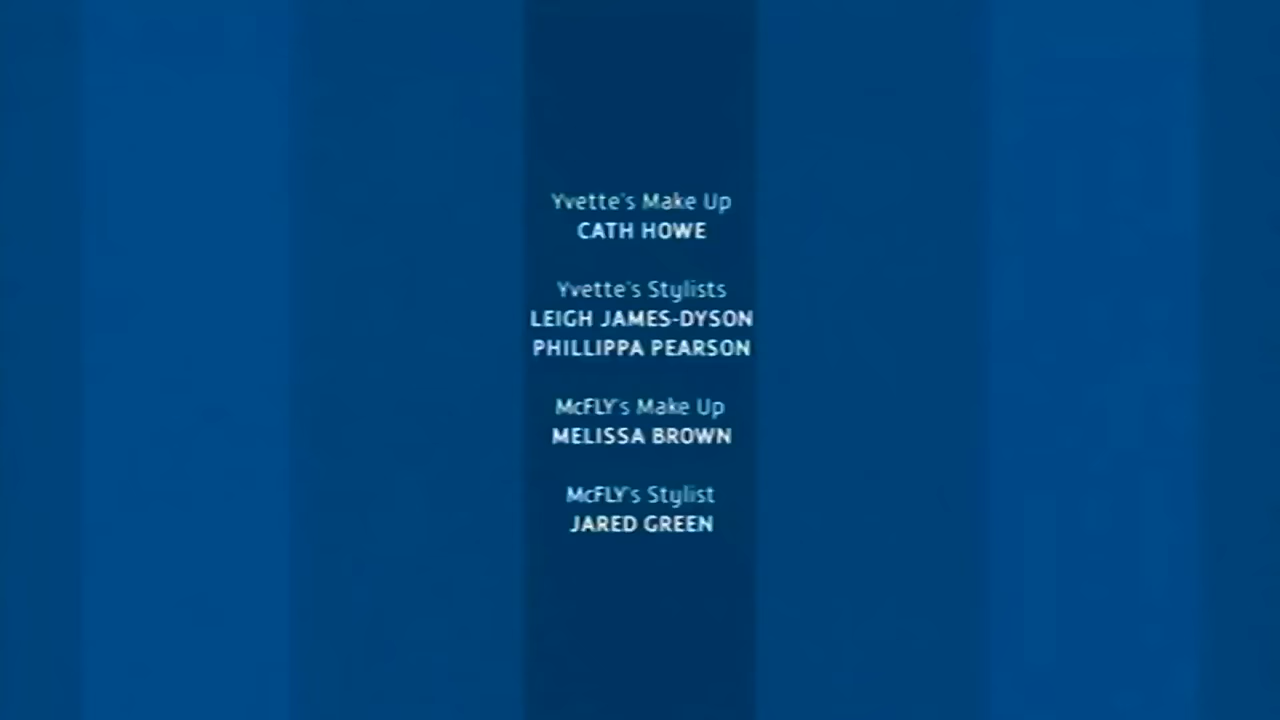 Yvette's Make Up
CATH HOWE
Yvette's Stylists
LEIGH JAMES-DYSON
PHILLIPPA PEARSON
McFLY's Make Up
MELISSA BROWN
McFLY's Stylist
JARED GREEN